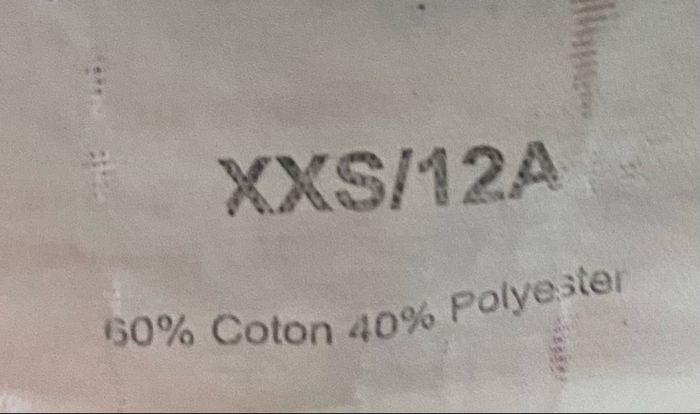 XXS/12A
60% Coton 40% Polyester